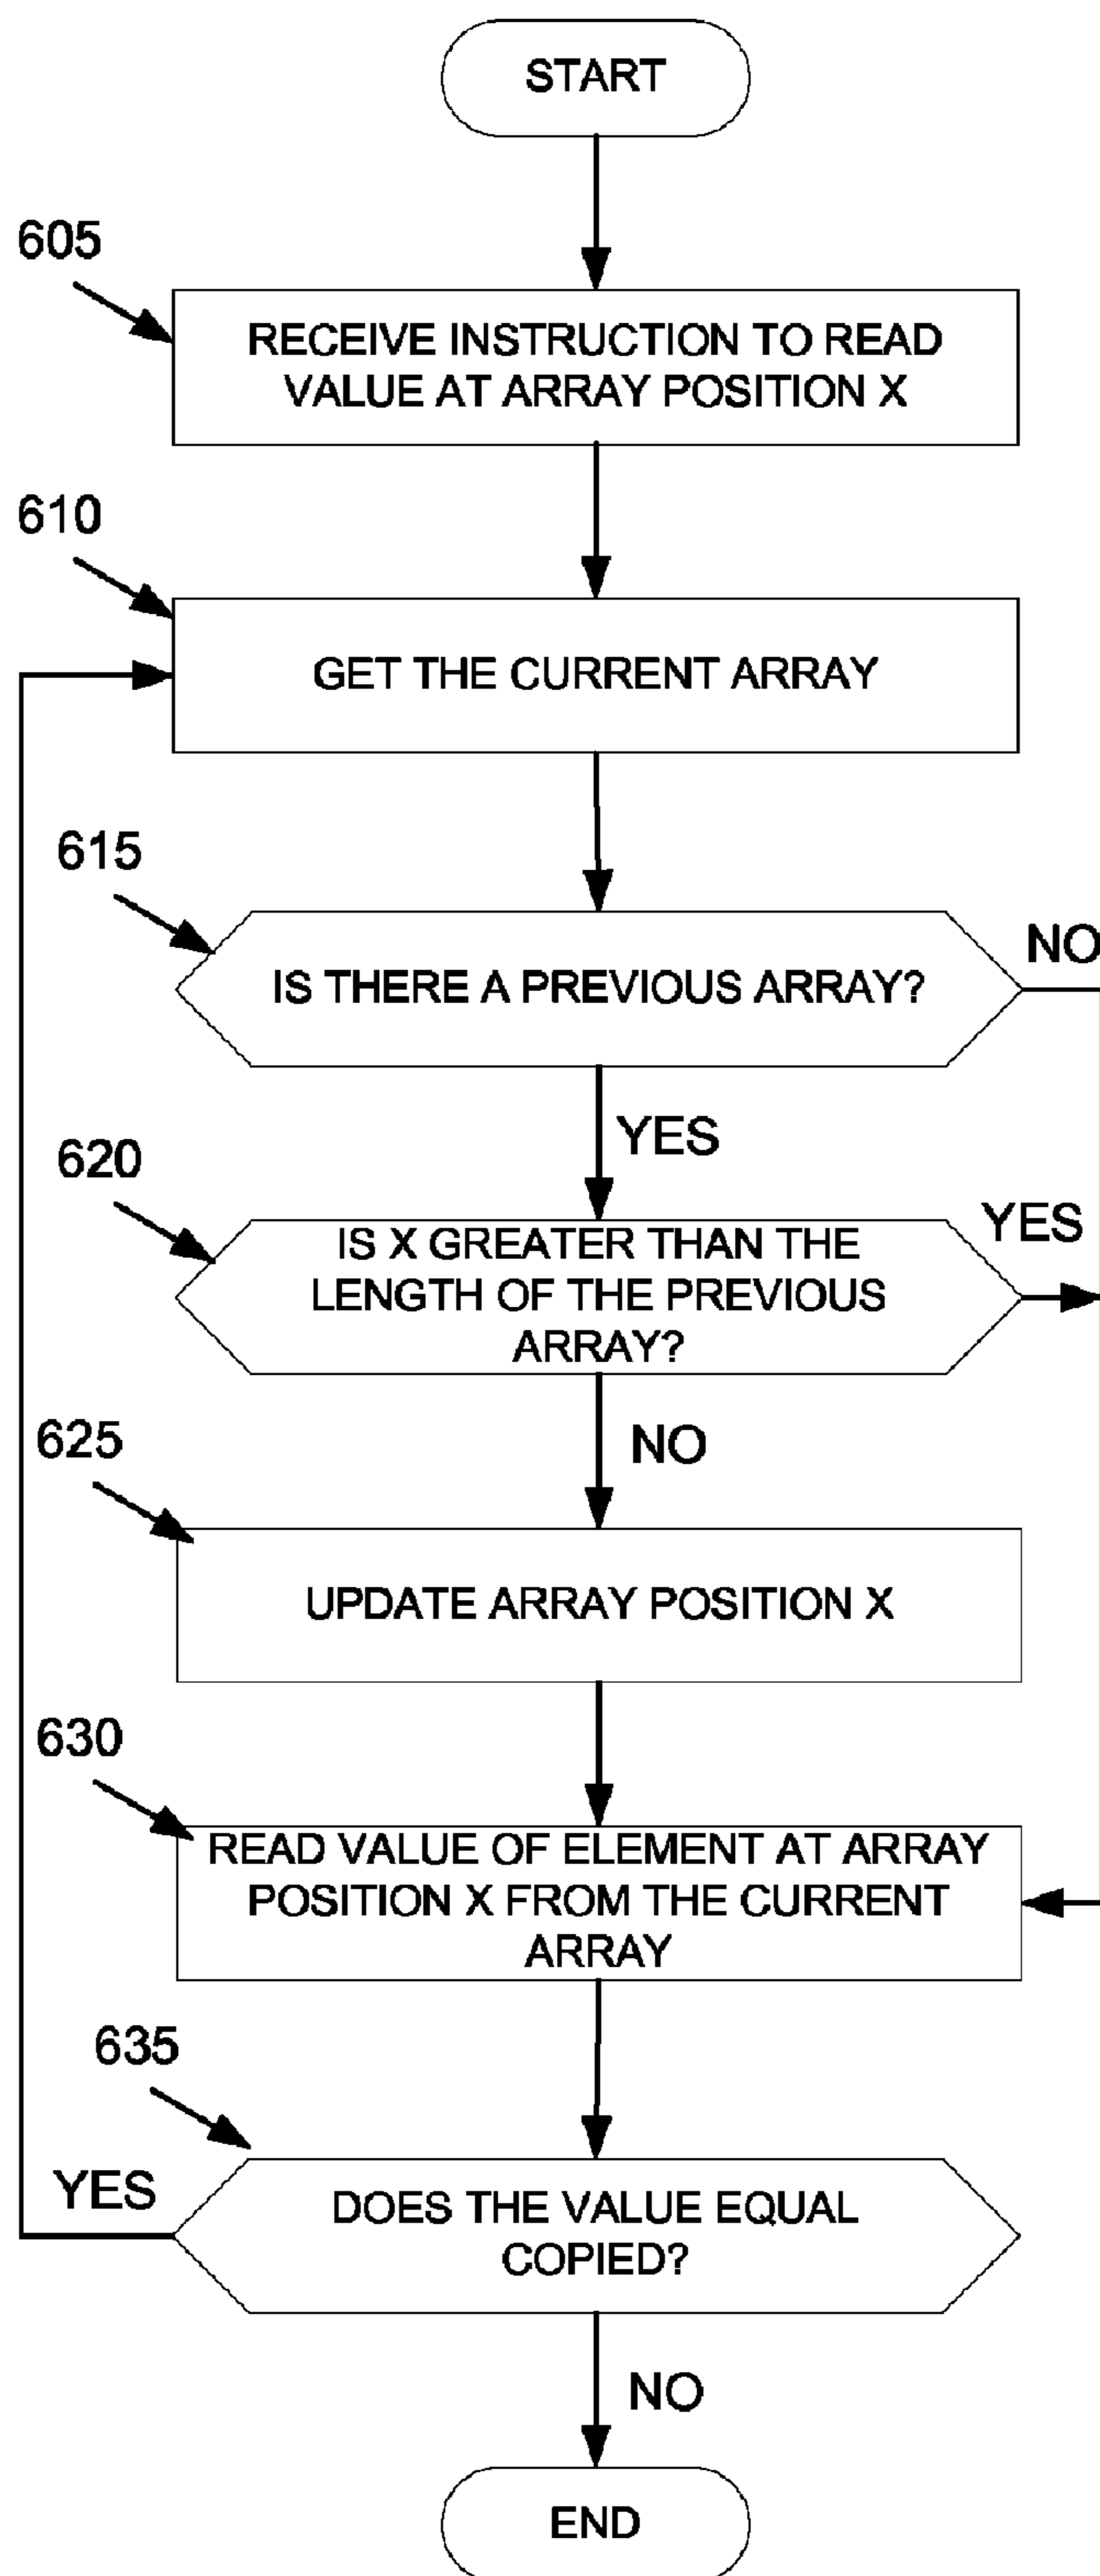 START
605
RECEIVE INSTRUCTION TO READ
VALUE AT ARRAY POSITION X
610
GET THE CURRENT ARRAY
615
NO
IS THERE A PREVIOUS ARRAY?
YES
620
YES
IS X GREATER THAN THE
LENGTH OF THE PREVIOUS
ARRAY?
NO
625
UPDATE ARRAY POSITION X
630
READ VALUE OF ELEMENT AT ARRAY
POSITION X FROM THE CURRENT
ARRAY
635
YES
DOES THE VALUE EQUAL
COPIED?
NO
END